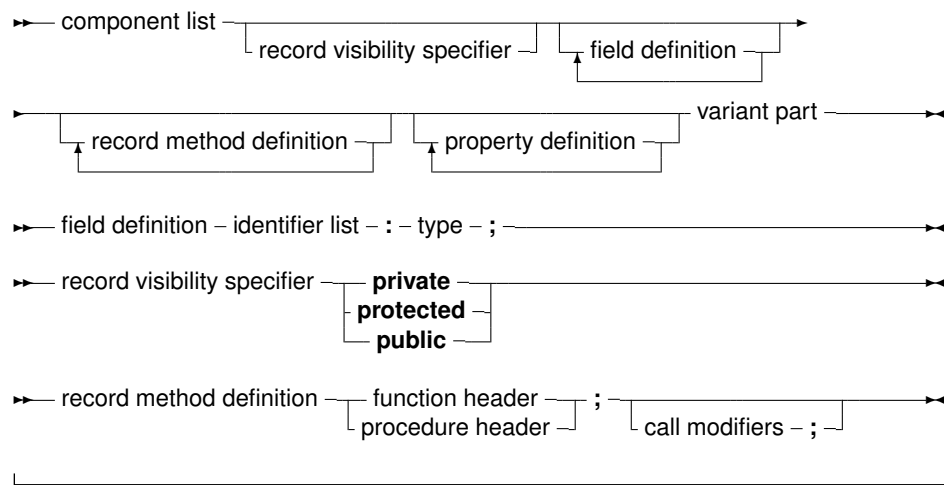 component list
record visibility specifier field definition
variant part
record method definition property definition
field definition identifier list : type ;
record visibility specifier private
protected
public
record method definition function header ;
procedure header call modifiers ;